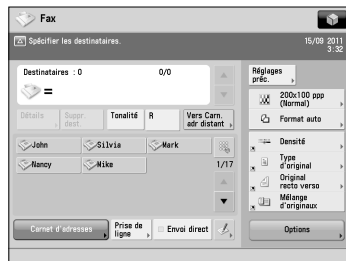 Fax
Spécifier les destinataires.
15/09 2011
3:32
Destinataires : 0
0/0
=
Détails
Suppr. dest.
Tonalité
R
Vers Carn. adr distant
Réglages préc.
200x100 ppp (Normal)
Format auto
Densité
Type d'original
Original recto verso
Mélange d'originaux
John
Silvia
Mark
Nancy
Mike
1/17
Carnet d'adresses
Prise de ligne
Envoi direct
Options